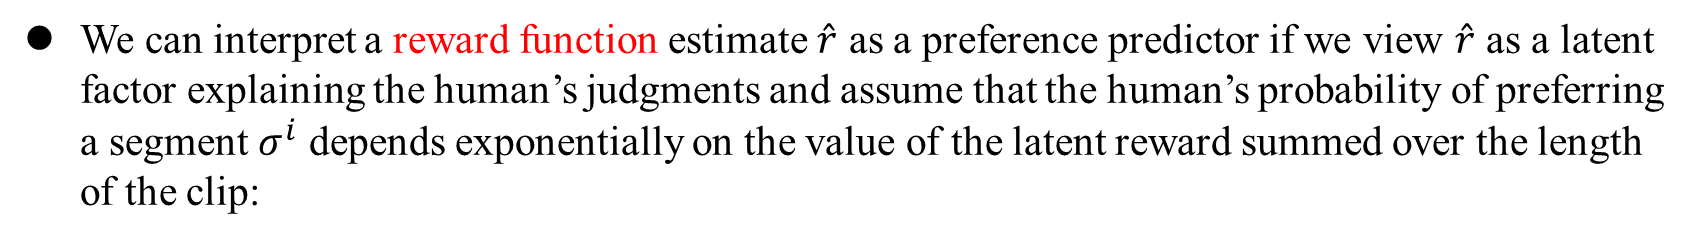 ● We can interpret a reward function estimate r̂ as a preference predictor if we view r̂ as a latent
factor explaining the human’s judgments and assume that the human’s probability of preferring
a segment σⁱ depends exponentially on the value of the latent reward summed over the length
of the clip: